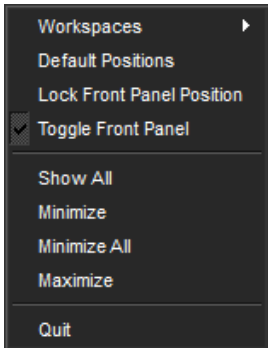 Workspaces
Default Positions
Lock Front Panel Position
Toggle Front Panel
Show All
Minimize
Minimize All
Maximize
Quit